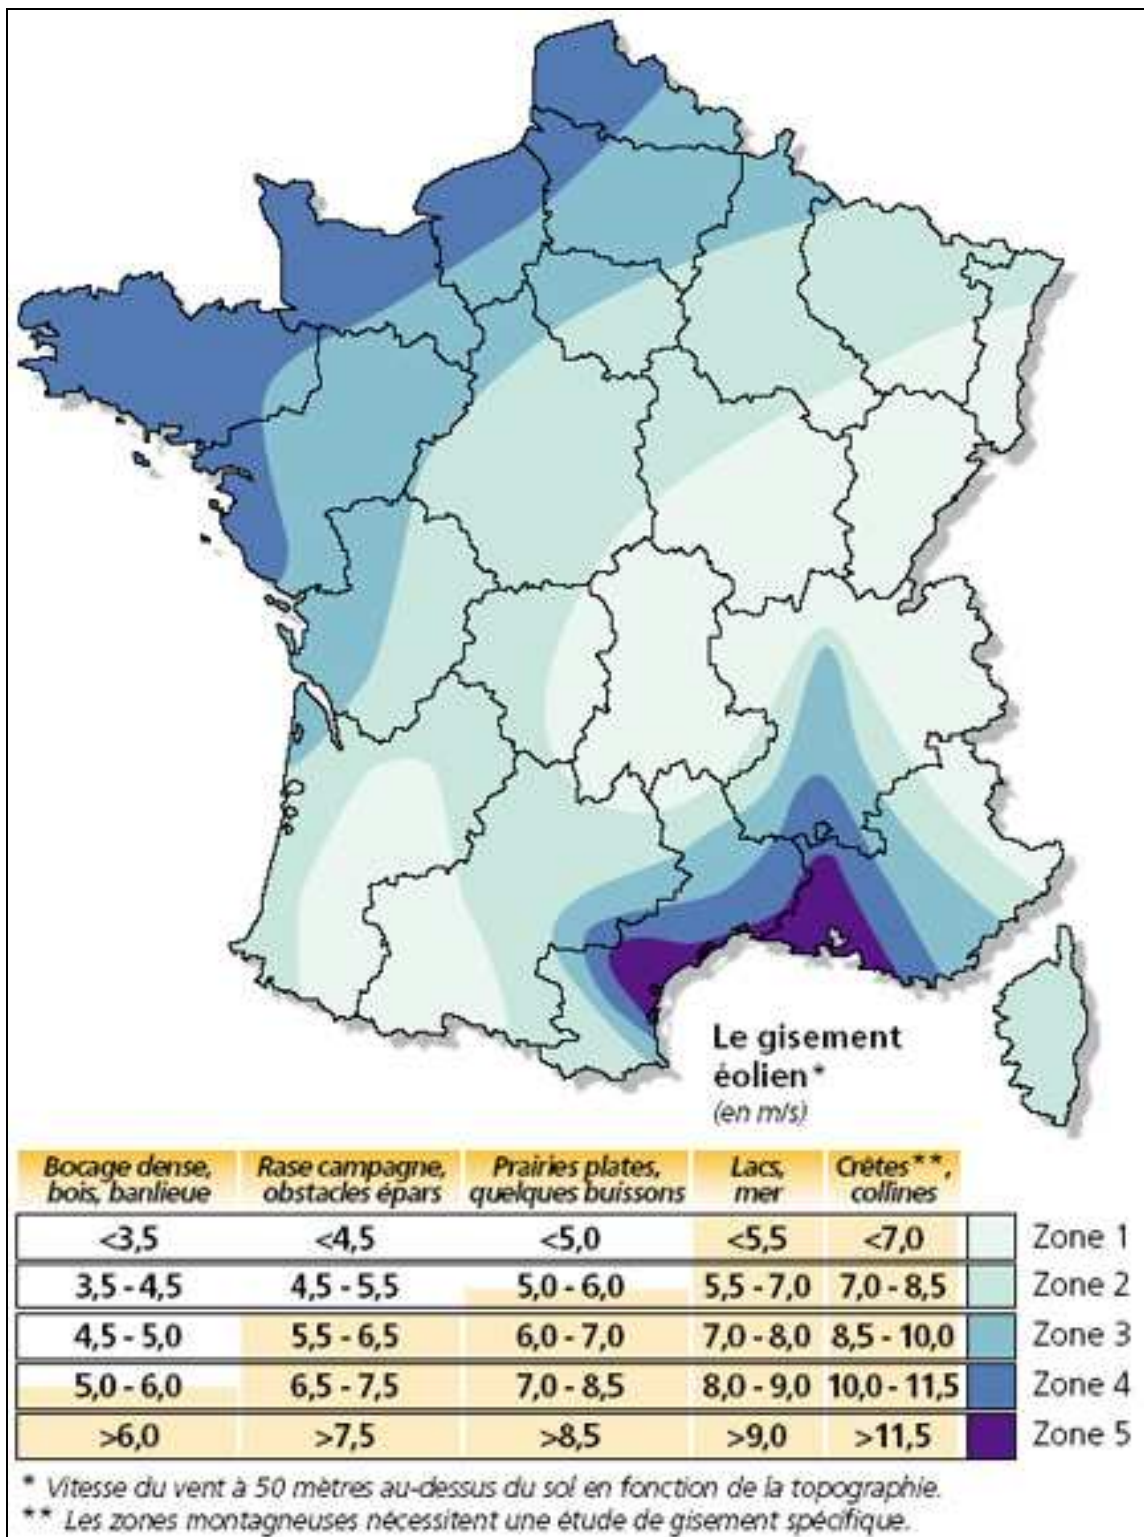 Le gisement
éolien*
(en m/s)
Bocage dense, bois, banlieue Rase campagne, obstacles épars Prairies plates, quelques buissons Lacs, mer Crêtes**, collines
<3,5 <4,5 <5,0 <5,5 <7,0 Zone 1
3,5 - 4,5 4,5 - 5,5 5,0 - 6,0 5,5 - 7,0 7,0 - 8,5 Zone 2
4,5 - 5,0 5,5 - 6,5 6,0 - 7,0 7,0 - 8,0 8,5 - 10,0 Zone 3
5,0 - 6,0 6,5 - 7,5 7,0 - 8,5 8,0 - 9,0 10,0 - 11,5 Zone 4
>6,0 >7,5 >8,5 >9,0 >11,5 Zone 5
* Vitesse du vent à 50 mètres au-dessus du sol en fonction de la topographie.
** Les zones montagneuses nécessitent une étude de gisement spécifique.